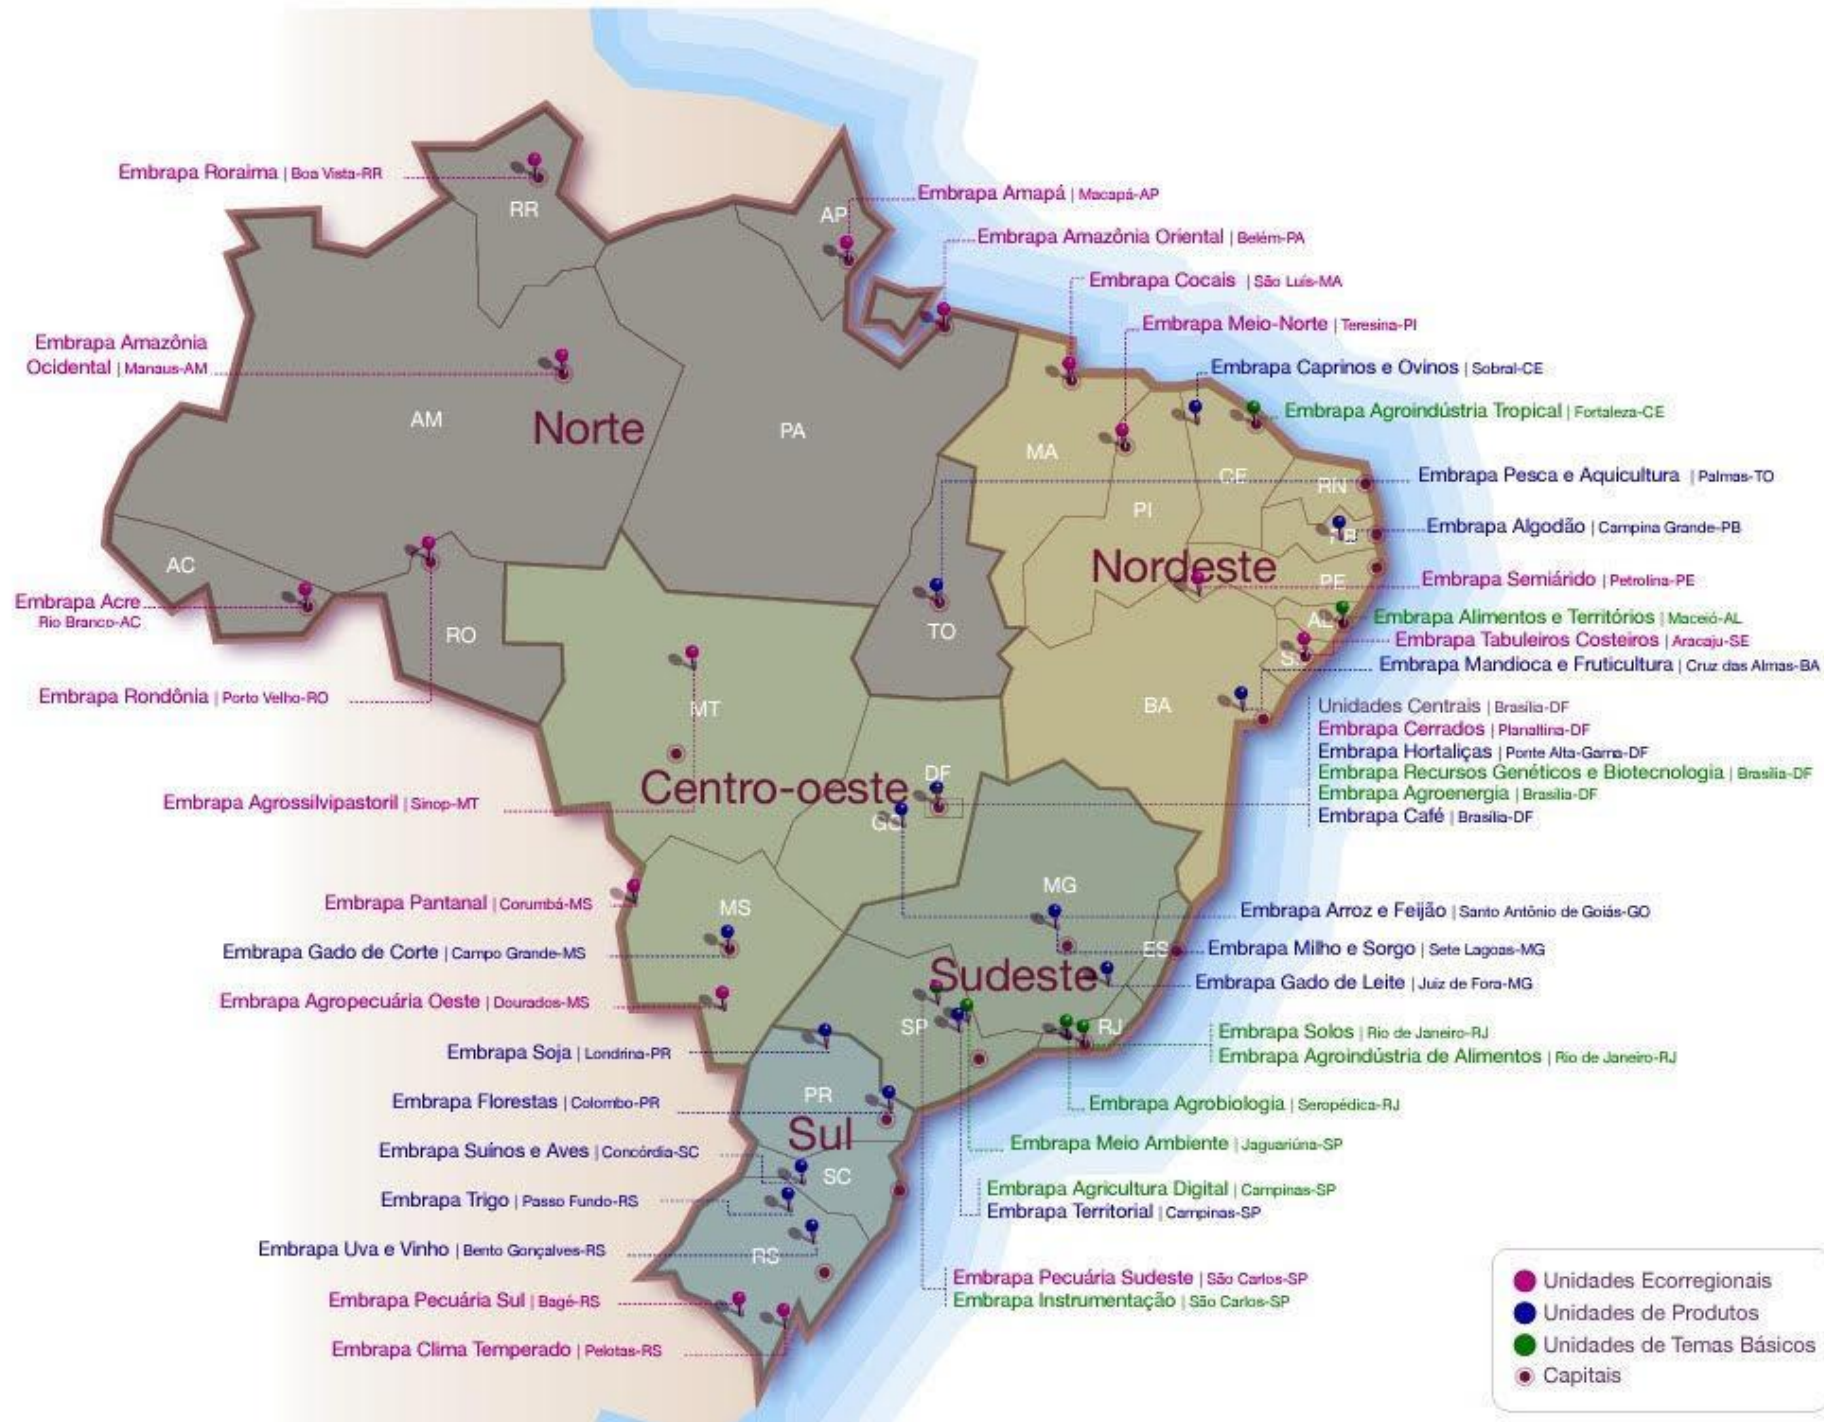 Embrapa Roraima | Boa Vista-RR
RR
AP
Embrapa Amapá | Macapá-AP
Embrapa Amazônia Oriental | Belém-PA
Embrapa Cocais | São Luís-MA
Embrapa Meio-Norte | Teresina-PI
Embrapa Amazônia
Ocidental | Manaus-AM
Embrapa Caprinos e Ovinos | Sobral-CE
Embrapa Agroindústria Tropical | Fortaleza-CE
AM
Norte
PA
MA
CE
Embrapa Pesca e Aquicultura | Palmas-TO
RN
PI
Embrapa Algodão | Campina Grande-PB
PB
AC
Nordeste
PE
Embrapa Semiárido | Petrolina-PE
Embrapa Acre
Rio Branco-AC
RO
TO
AL
Embrapa Alimentos e Territórios | Maceió-AL
Embrapa Tabuleiros Costeiros | Aracaju-SE
Embrapa Mandioca e Fruticultura | Cruz das Almas-BA
Embrapa Rondônia | Porto Velho-RO
MT
BA
Unidades Centrais | Brasília-DF
Embrapa Cerrados | Planaltina-DF
Embrapa Hortaliças | Ponte Alta-Gama-DF
Embrapa Recursos Genéticos e Biotecnologia | Brasília-DF
Embrapa Agroenergia | Brasília-DF
Embrapa Café | Brasília-DF
DF
Centro-oeste
Embrapa Agrossilvipastoril | Sinop-MT
GO
MG
Embrapa Pantanal | Corumbá-MS
MS
Embrapa Arroz e Feijão | Santo Antônio de Goiás-GO
Embrapa Gado de Corte | Campo Grande-MS
ES
Embrapa Milho e Sorgo | Sete Lagoas-MG
Sudeste
Embrapa Gado de Leite | Juiz de Fora-MG
Embrapa Agropecuária Oeste | Dourados-MS
SP
RJ
Embrapa Solos | Rio de Janeiro-RJ
Embrapa Agroindústria de Alimentos | Rio de Janeiro-RJ
Embrapa Soja | Londrina-PR
PR
Embrapa Florestas | Colombo-PR
Embrapa Agrobiologia | Seropédica-RJ
Sul
Embrapa Meio Ambiente | Jaguariúna-SP
Embrapa Suínos e Aves | Concórdia-SC
SC
Embrapa Agricultura Digital | Campinas-SP
Embrapa Territorial | Campinas-SP
Embrapa Trigo | Passo Fundo-RS
Embrapa Uva e Vinho | Bento Gonçalves-RS
RS
Embrapa Pecuária Sudeste | São Carlos-SP
Embrapa Instrumentação | São Carlos-SP
Embrapa Pecuária Sul | Bagé-RS
Embrapa Clima Temperado | Pelotas-RS
Unidades Ecorregionais
Unidades de Produtos
Unidades de Temas Básicos
Capitais